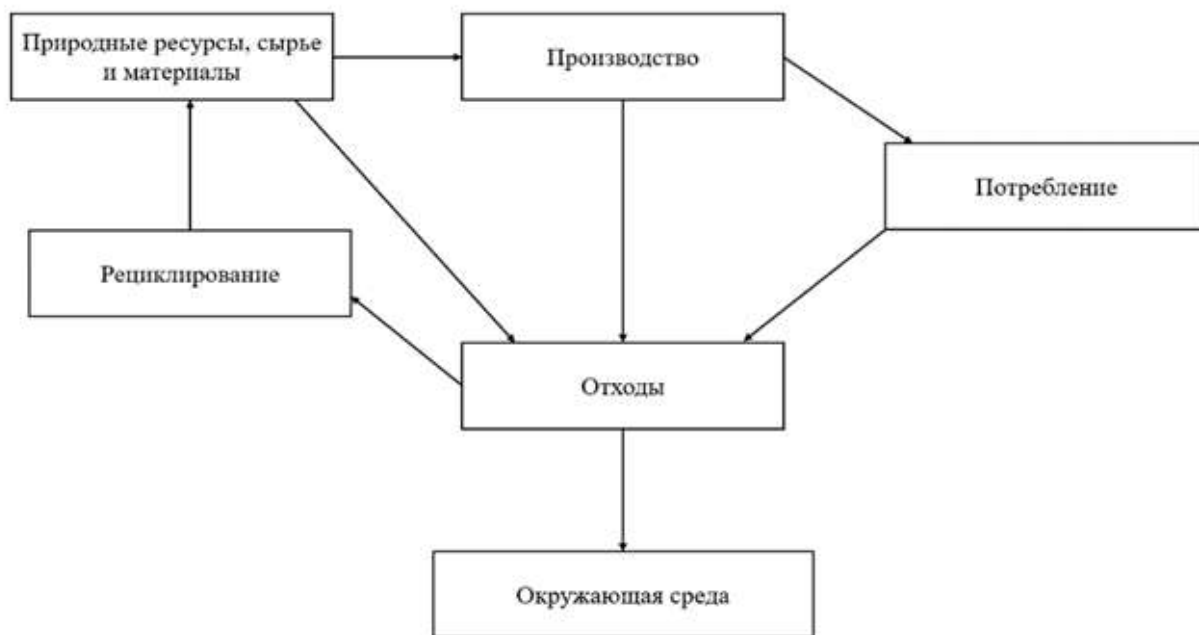 Природные ресурсы, сырье
и материалы
Производство
Потребление
Рециклирование
Отходы
Окружающая среда